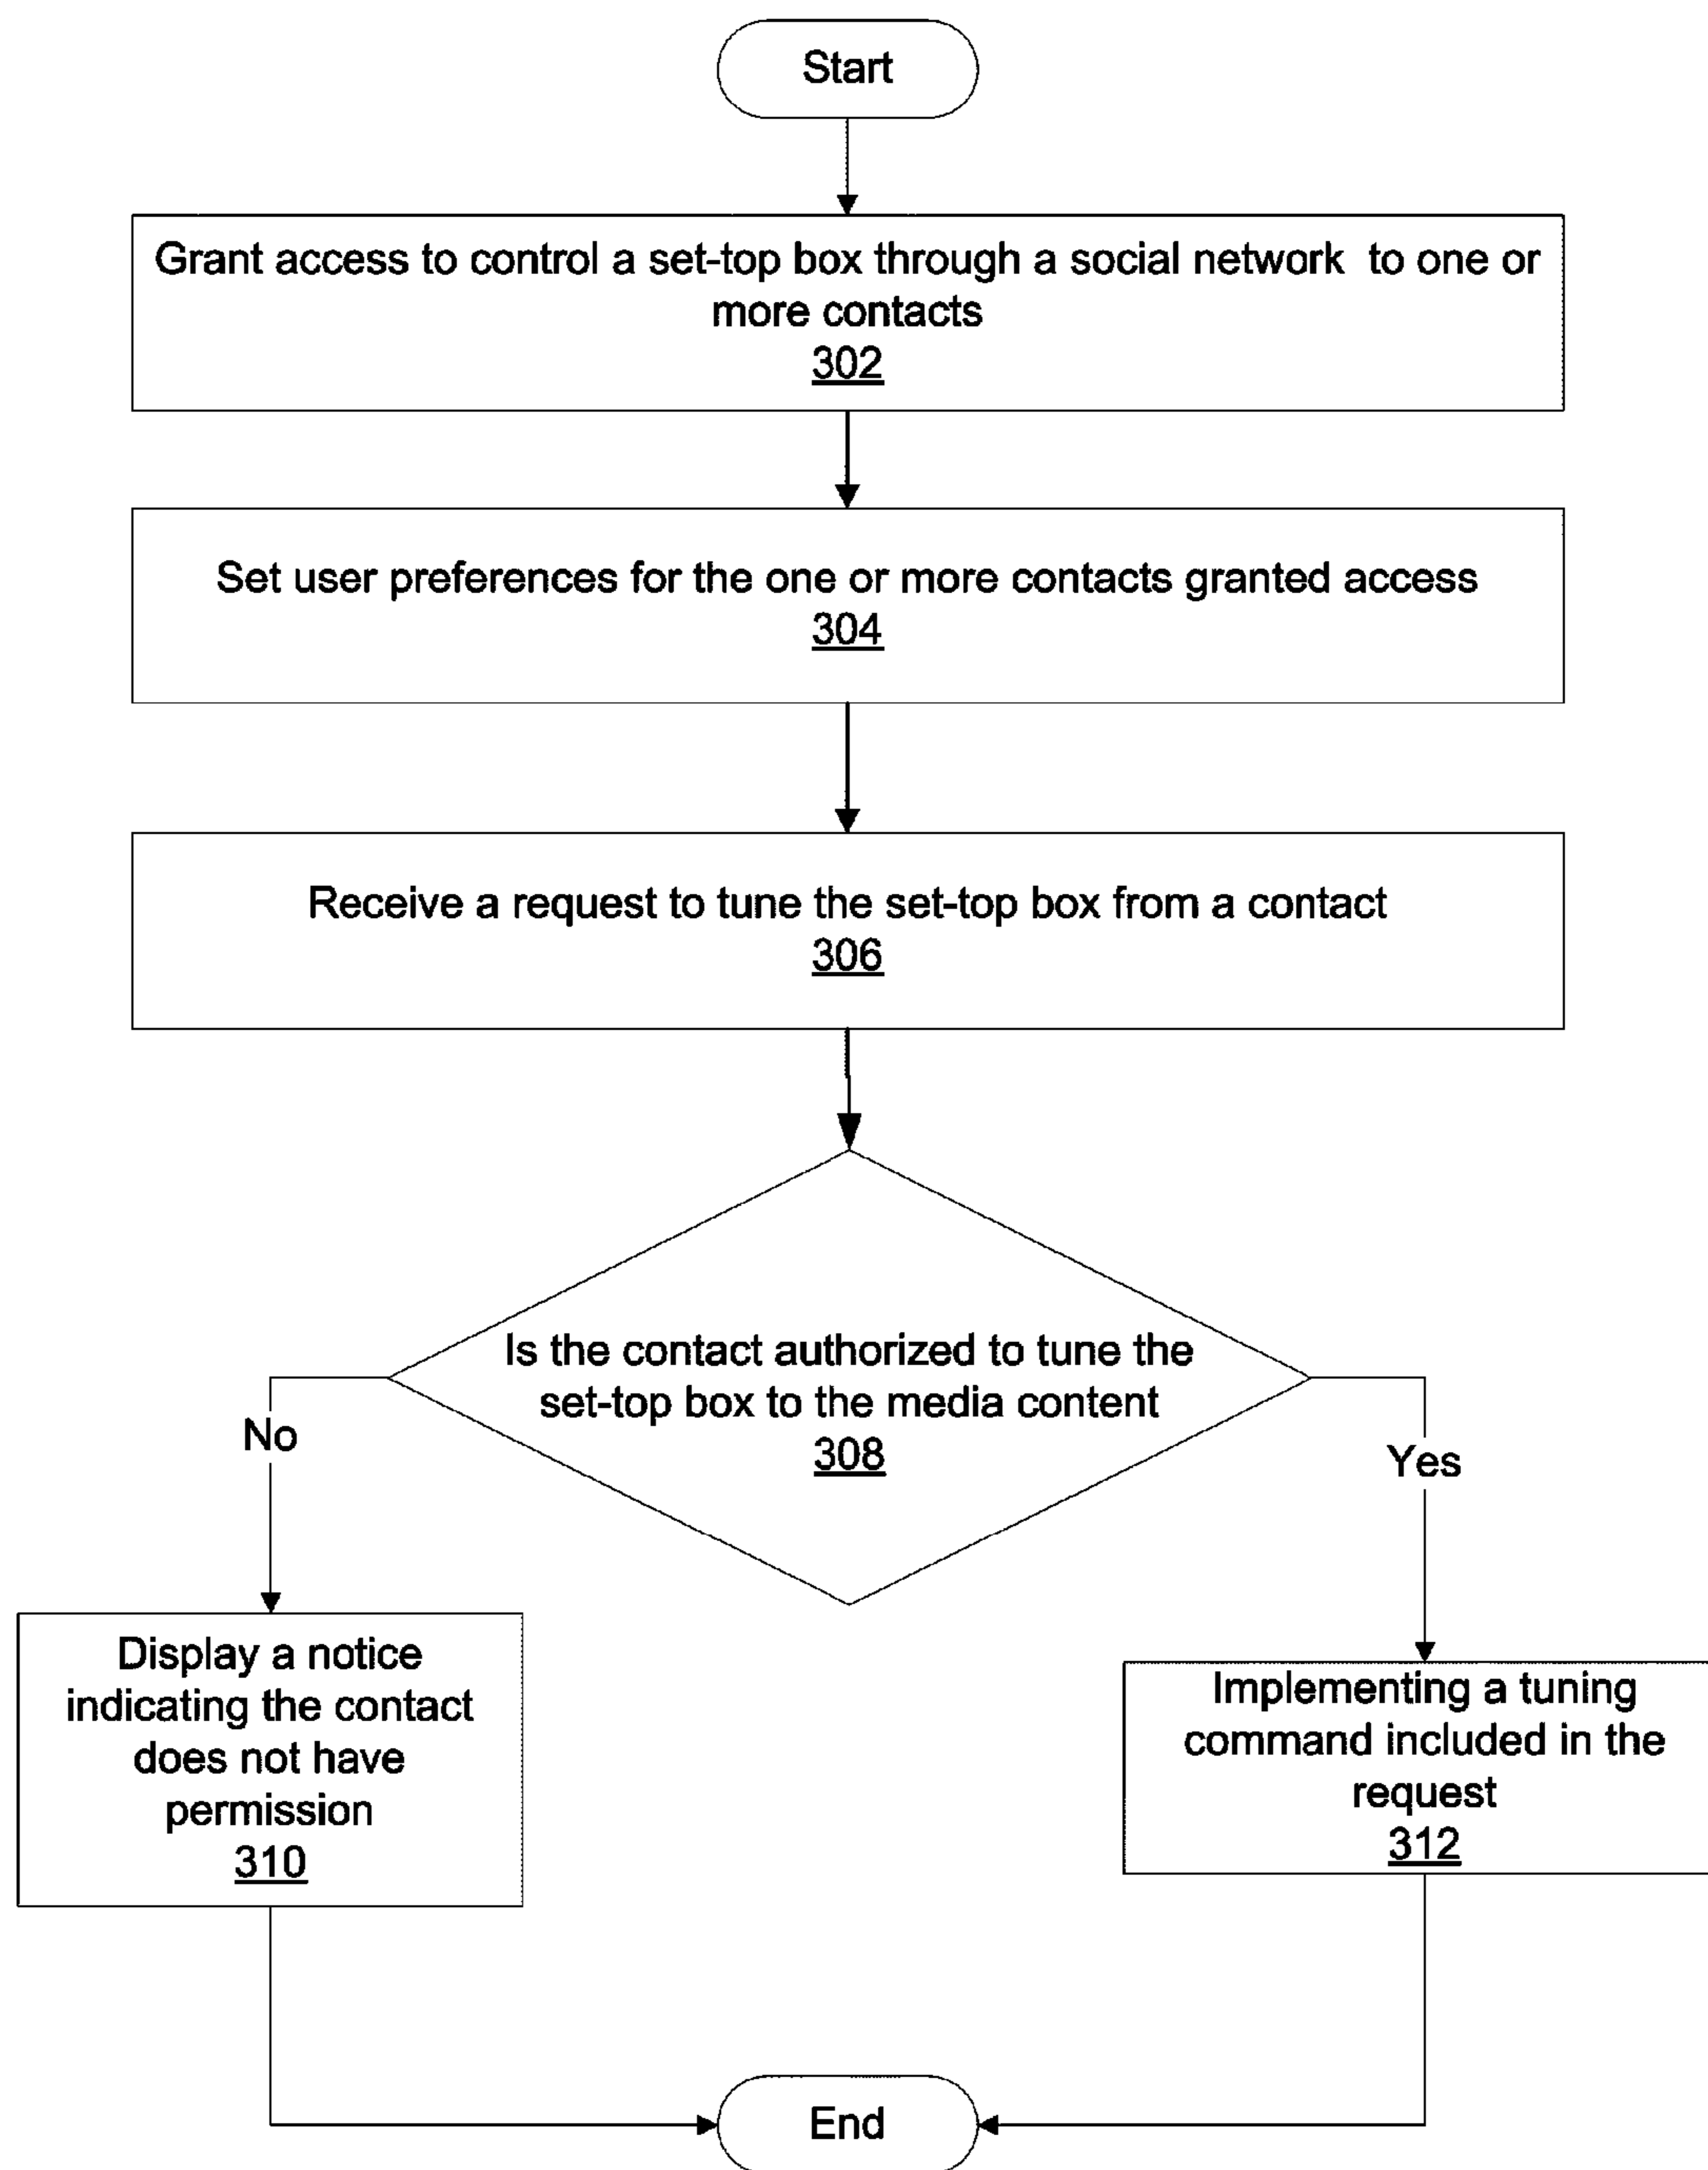 Start
Grant access to control a set-top box through a social network to one or
more contacts
302
Set user preferences for the one or more contacts granted access
304
Receive a request to tune the set-top box from a contact
306
Is the contact authorized to tune the
set-top box to the media content
308
No
Yes
Display a notice
indicating the contact
does not have
permission
310
Implementing a tuning
command included in the
request
312
End